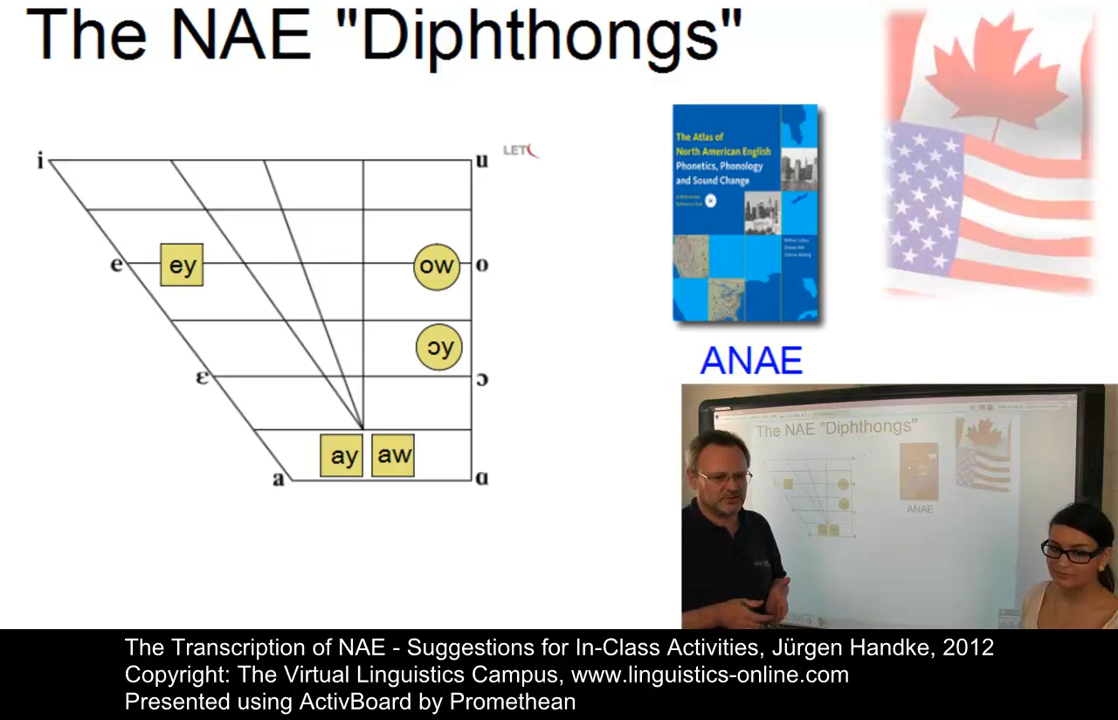 The NAE "Diphthongs"
LET
i
u
e
ey
ow
o
ɔy
ɛ
ɔ
ay
aw
a
ɑ
The Atlas of
North American English
Phonetics, Phonology
and Sound Change
ANAE
The NAE "Diphthongs"
ANAE
The Transcription of NAE - Suggestions for In-Class Activities, Jürgen Handke, 2012
Copyright: The Virtual Linguistics Campus, www.linguistics-online.com
Presented using ActivBoard by Promethean